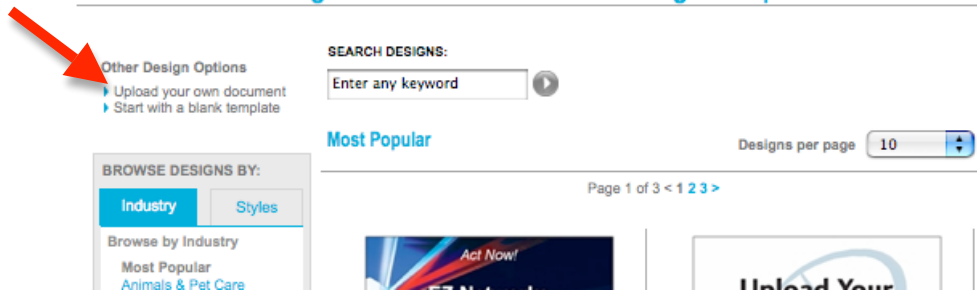 Other Design Options
Upload your own document
Start with a blank template
SEARCH DESIGNS:
Enter any keyword
Most Popular
Designs per page 10
Page 1 of 3 < 1 2 3 >
BROWSE DESIGNS BY:
Industry Styles
Browse by Industry
Most Popular
Animals & Pet Care
Act Now!
Upload Your